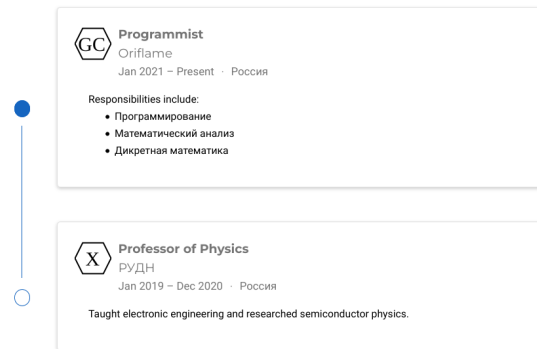 GC
Programmist
Oriflame
Jan 2021 – Present · Россия
Responsibilities include:
• Программирование
• Математический анализ
• Дикретная математика
X
Professor of Physics
РУДН
Jan 2019 – Dec 2020 · Россия
Taught electronic engineering and researched semiconductor physics.